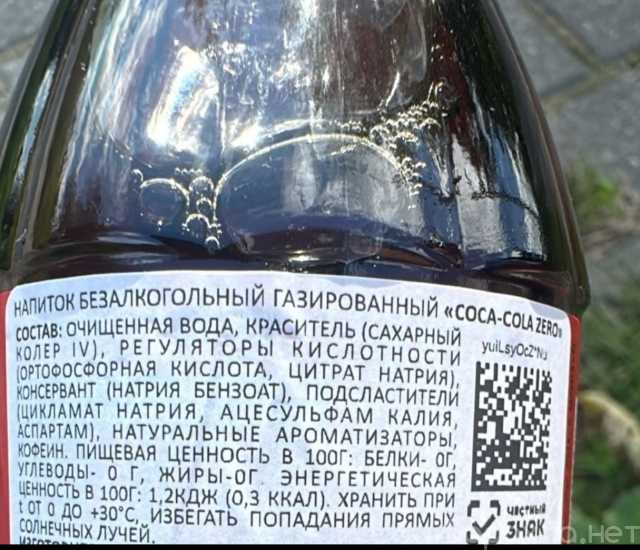 НАПИТОК БЕЗАЛКОГОЛЬНЫЙ ГАЗИРОВАННЫЙ «COCA-COLA ZERO»
СОСТАВ: ОЧИЩЕННАЯ ВОДА, КРАСИТЕЛЬ (САХАРНЫЙ
КОЛЕР IV), РЕГУЛЯТОРЫ КИСЛОТНОСТИ
(ОРТОФОСФОРНАЯ КИСЛОТА, ЦИТРАТ НАТРИЯ),
КОНСЕРВАНТ (НАТРИЯ БЕНЗОАТ), ПОДСЛАСТИТЕЛИ
(ЦИКЛАМАТ НАТРИЯ, АЦЕСУЛЬФАМ КАЛИЯ,
АСПАРТАМ), НАТУРАЛЬНЫЕ АРОМАТИЗАТОРЫ,
КОФЕИН. ПИЩЕВАЯ ЦЕННОСТЬ В 100Г: БЕЛКИ- 0Г,
УГЛЕВОДЫ- 0 Г, ЖИРЫ-0Г. ЭНЕРГЕТИЧЕСКАЯ
ЦЕННОСТЬ В 100Г: 1,2КДЖ (0,3 ККАЛ). ХРАНИТЬ ПРИ
t ОТ 0 ДО +30°С, ИЗБЕГАТЬ ПОПАДАНИЯ ПРЯМЫХ
СОЛНЕЧНЫХ ЛУЧЕЙ.
ЧЕСТНЫЙ
ЗНАК